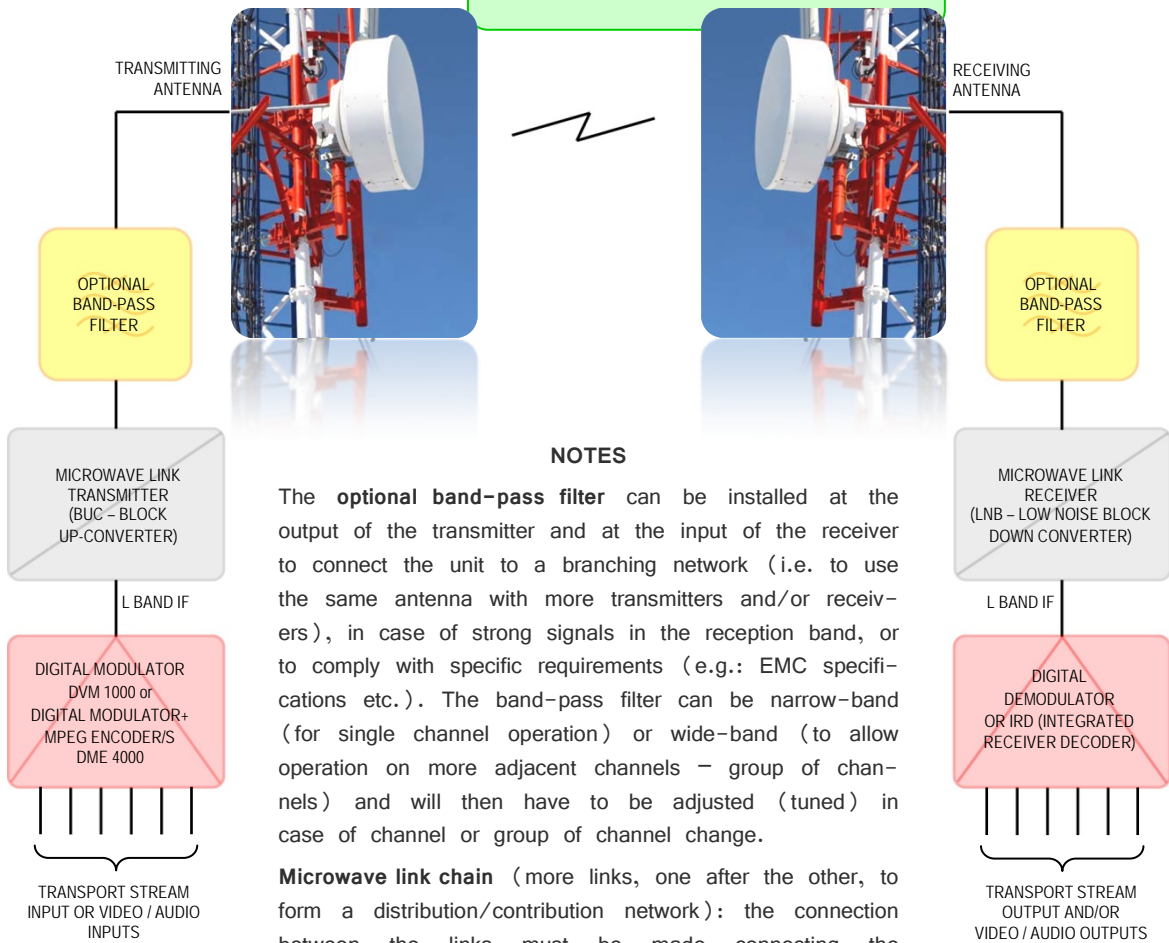 TRANSMITTING
ANTENNA
RECEIVING
ANTENNA
OPTIONAL
BAND-PASS
FILTER
OPTIONAL
BAND-PASS
FILTER
MICROWAVE LINK
TRANSMITTER
(BUC – BLOCK
UP-CONVERTER)
MICROWAVE LINK
RECEIVER
(LNB – LOW NOISE BLOCK
DOWN CONVERTER)
L BAND IF
L BAND IF
DIGITAL MODULATOR
DVM 1000 or
DIGITAL MODULATOR+
MPEG ENCODER/S
DME 4000
DIGITAL
DEMODULATOR
OR IRD (INTEGRATED
RECEIVER DECODER)
TRANSPORT STREAM
INPUT OR VIDEO / AUDIO
INPUTS
TRANSPORT STREAM
OUTPUT AND/OR
VIDEO / AUDIO OUTPUTS
NOTES
The optional band-pass filter can be installed at the
output of the transmitter and at the input of the receiver
to connect the unit to a branching network (i.e. to use
the same antenna with more transmitters and/or receiv-
ers), in case of strong signals in the reception band, or
to comply with specific requirements (e.g.: EMC specifi-
cations etc.). The band-pass filter can be narrow-band
(for single channel operation) or wide-band (to allow
operation on more adjacent channels – group of chan-
nels) and will then have to be adjusted (tuned) in
case of channel or group of channel change.
Microwave link chain (more links, one after the other, to
form a distribution/contribution network): the connection
between the links must be made connecting the